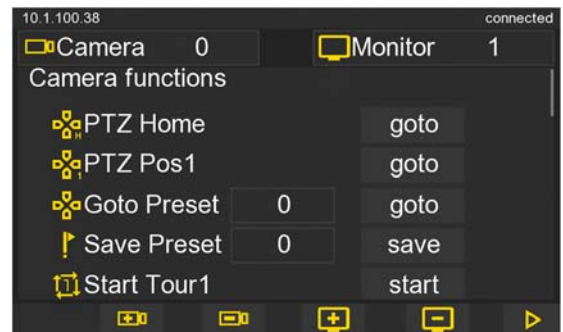 10.1.100.38 connected
Camera 0 Monitor 1
Camera functions
PTZ Home goto
PTZ Pos1 goto
Goto Preset 0 goto
Save Preset 0 save
Start Tour1 start